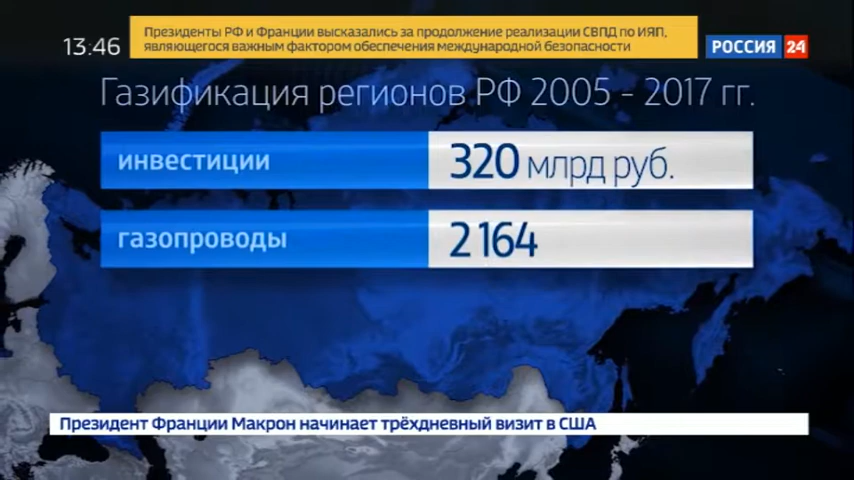 Президенты РФ и Франции высказались за продолжение реализации СВПД по ИЯП,
являющегося важным фактором обеспечения международной безопасности
13:46
РОССИЯ 24
Газификация регионов РФ 2005 - 2017 гг.
инвестиции 320 млрд руб.
газопроводы 2 164
Президент Франции Макрон начинает трёхдневный визит в США